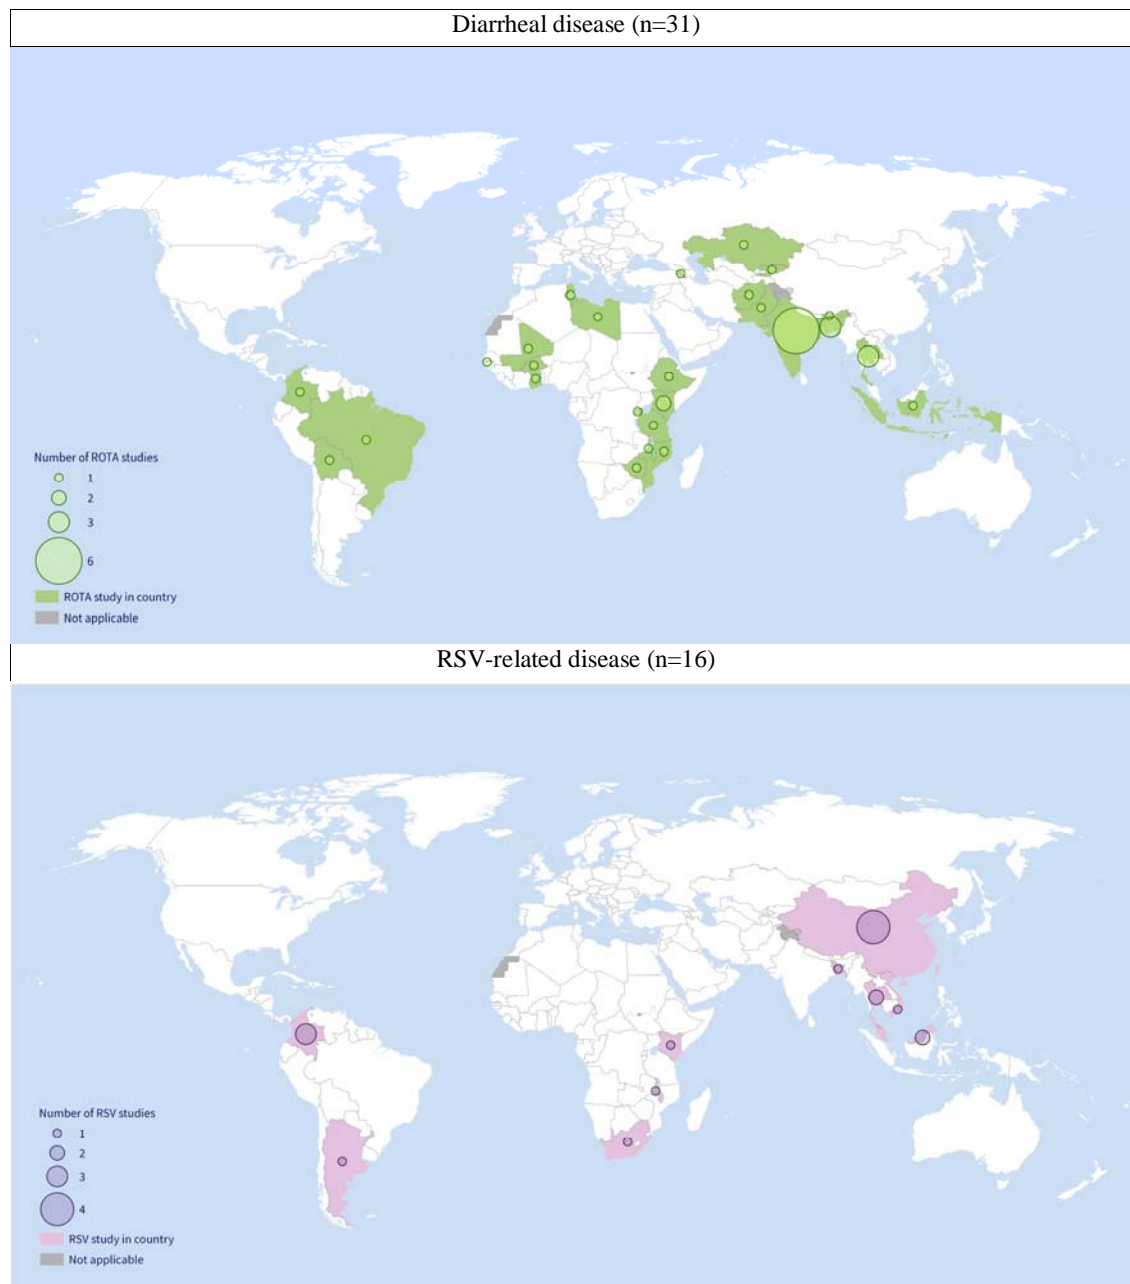 Diarrheal disease (n=31)
Number of ROTA studies
1
2
3
6
ROTA study in country
Not applicable
RSV-related disease (n=16)
Number of RSV studies
1
2
3
4
RSV study in country
Not applicable